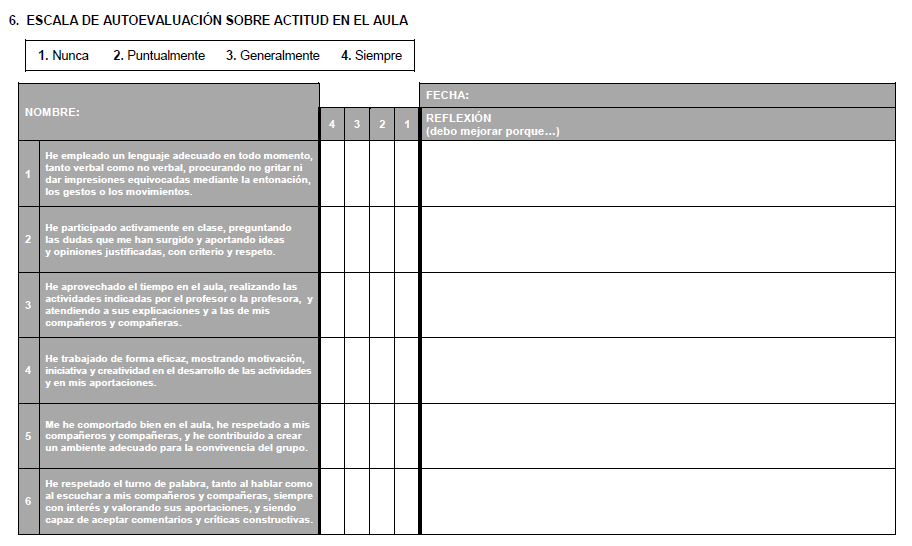 6. ESCALA DE AUTOEVALUACIÓN SOBRE ACTITUD EN EL AULA
1. Nunca 2. Puntualmente 3. Generalmente 4. Siempre
NOMBRE:
FECHA:
4 3 2 1
REFLEXIÓN
(debo mejorar porque…)
1
He empleado un lenguaje adecuado en todo momento,
tanto verbal como no verbal, procurando no gritar ni
dar impresiones equivocadas mediante la entonación,
los gestos o los movimientos.
2
He participado activamente en clase, preguntando
las dudas que me han surgido y aportando ideas
y opiniones justificadas, con criterio y respeto.
3
He aprovechado el tiempo en el aula, realizando las
actividades indicadas por el profesor o la profesora, y
atendiendo a sus explicaciones y a las de mis
compañeros y compañeras.
4
He trabajado de forma eficaz, mostrando motivación,
iniciativa y creatividad en el desarrollo de las actividades
y en mis aportaciones.
5
Me he comportado bien en el aula, he respetado a mis
compañeros y compañeras, y he contribuido a crear
un ambiente adecuado para la convivencia del grupo.
6
He respetado el turno de palabra, tanto al hablar como
al escuchar a mis compañeros y compañeras, siempre
con interés y valorando sus aportaciones, y siendo
capaz de aceptar comentarios y críticas constructivas.